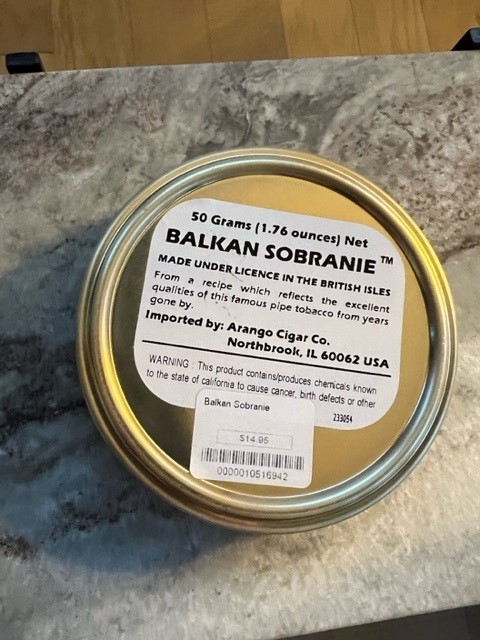 50 Grams (1.76 ounces) Net
BALKAN SOBRANIE™
MADE UNDER LICENCE IN THE BRITISH ISLES
From a recipe which reflects the excellent
qualities of this famous pipe tobacco from years
gone by.
Imported by: Arango Cigar Co.
Northbrook, IL 60062 USA
WARNING: This product contains/produces chemicals known
to the state of california to cause cancer, birth defects or other
233054
Balkan Sobranie
$14.95
0000010516942